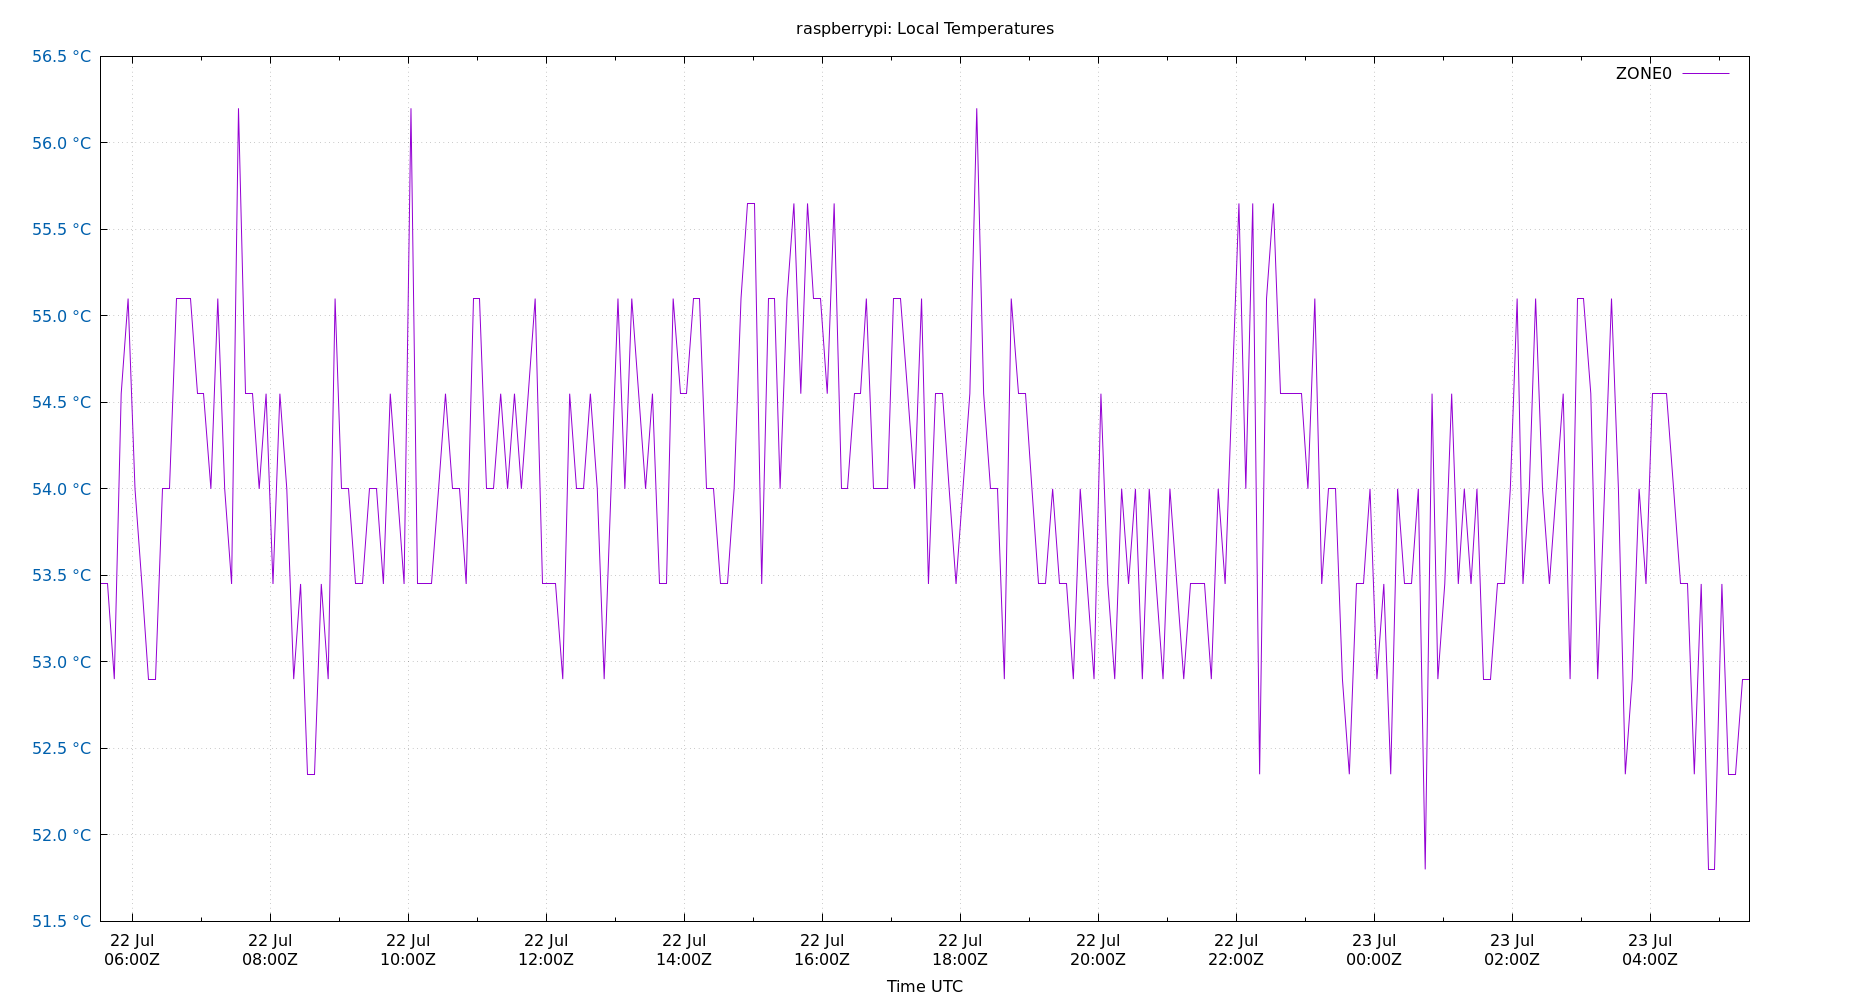 raspberrypi: Local Temperatures
ZONE0
56.5 °C
56.0 °C
55.5 °C
55.0 °C
54.5 °C
54.0 °C
53.5 °C
53.0 °C
52.5 °C
52.0 °C
51.5 °C
22 Jul 22 Jul 22 Jul 22 Jul 22 Jul 22 Jul 22 Jul 22 Jul 22 Jul 23 Jul 23 Jul 23 Jul
06:00Z 08:00Z 10:00Z 12:00Z 14:00Z 16:00Z 18:00Z 20:00Z 22:00Z 00:00Z 02:00Z 04:00Z
Time UTC